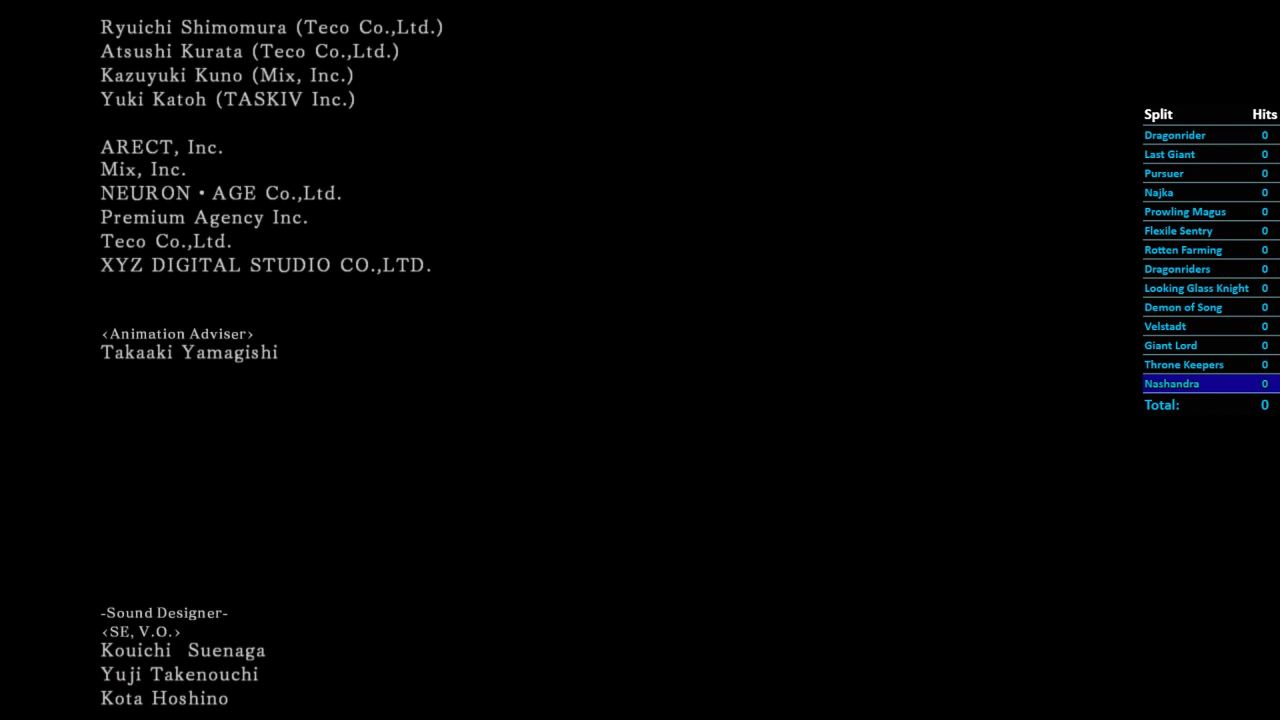 Ryuichi Shimomura (Teco Co.,Ltd.)
Atsushi Kurata (Teco Co.,Ltd.)
Kazuyuki Kuno (Mix, Inc.)
Yuki Katoh (TASKIV Inc.)
ARECT, Inc.
Mix, Inc.
NEURON・AGE Co.,Ltd.
Premium Agency Inc.
Teco Co.,Ltd.
XYZ DIGITAL STUDIO CO.,LTD.
‹Animation Adviser›
Takaaki Yamagishi
-Sound Designer-
‹SE, V.O.›
Kouichi Suenaga
Yuji Takenouchi
Kota Hoshino
Split Hits
Dragonrider 0
Last Giant 0
Pursuer 0
Najka 0
Prowling Magus 0
Flexile Sentry 0
Rotten Farming 0
Dragonriders 0
Looking Glass Knight 0
Demon of Song 0
Velstadt 0
Giant Lord 0
Throne Keepers 0
Nashandra 0
Total: 0